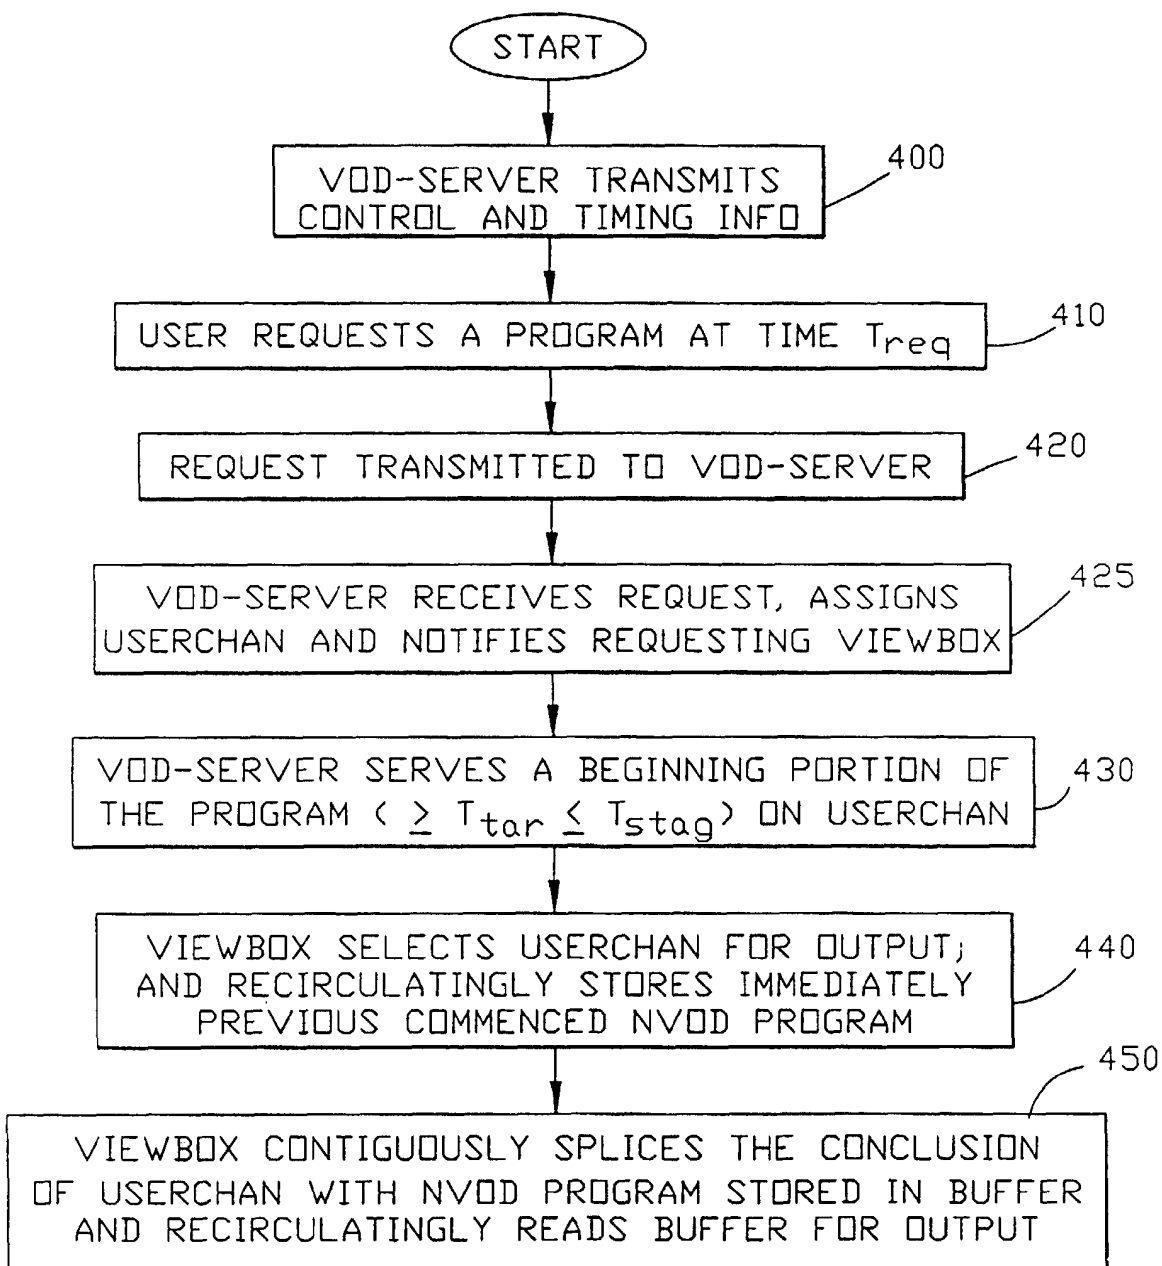 START
VOD-SERVER TRANSMITS
CONTROL AND TIMING INFO
400
USER REQUESTS A PROGRAM AT TIME Treq
410
REQUEST TRANSMITTED TO VOD-SERVER
420
VOD-SERVER RECEIVES REQUEST, ASSIGNS
USERCHAN AND NOTIFIES REQUESTING VIEWBOX
425
VOD-SERVER SERVES A BEGINNING PORTION OF
THE PROGRAM ( ≥ Ttar ≤ Tstag) ON USERCHAN
430
VIEWBOX SELECTS USERCHAN FOR OUTPUT;
AND RECIRCULATINGLY STORES IMMEDIATELY
PREVIOUS COMMENCED NVOD PROGRAM
440
450
VIEWBOX CONTIGUOUSLY SPLICES THE CONCLUSION
OF USERCHAN WITH NVOD PROGRAM STORED IN BUFFER
AND RECIRCULATINGLY READS BUFFER FOR OUTPUT